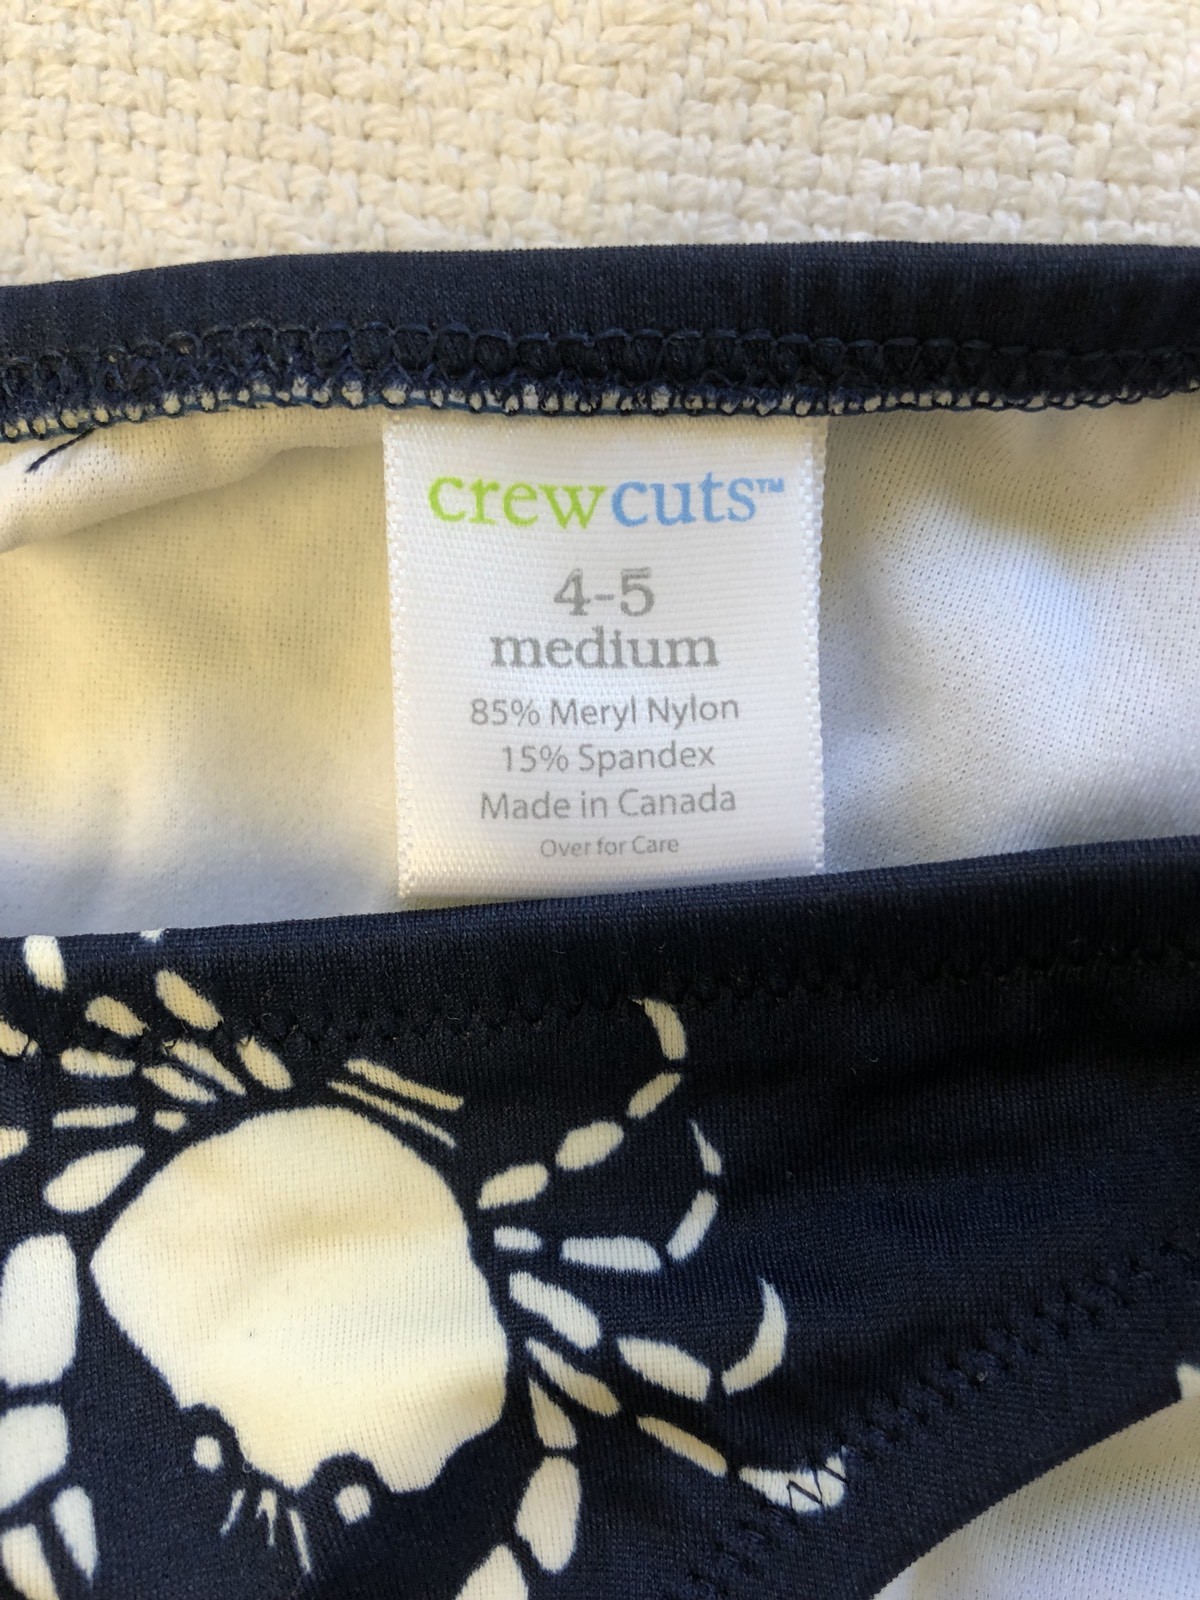 crewcuts™
4-5
medium
85% Meryl Nylon
15% Spandex
Made in Canada
Over for Care